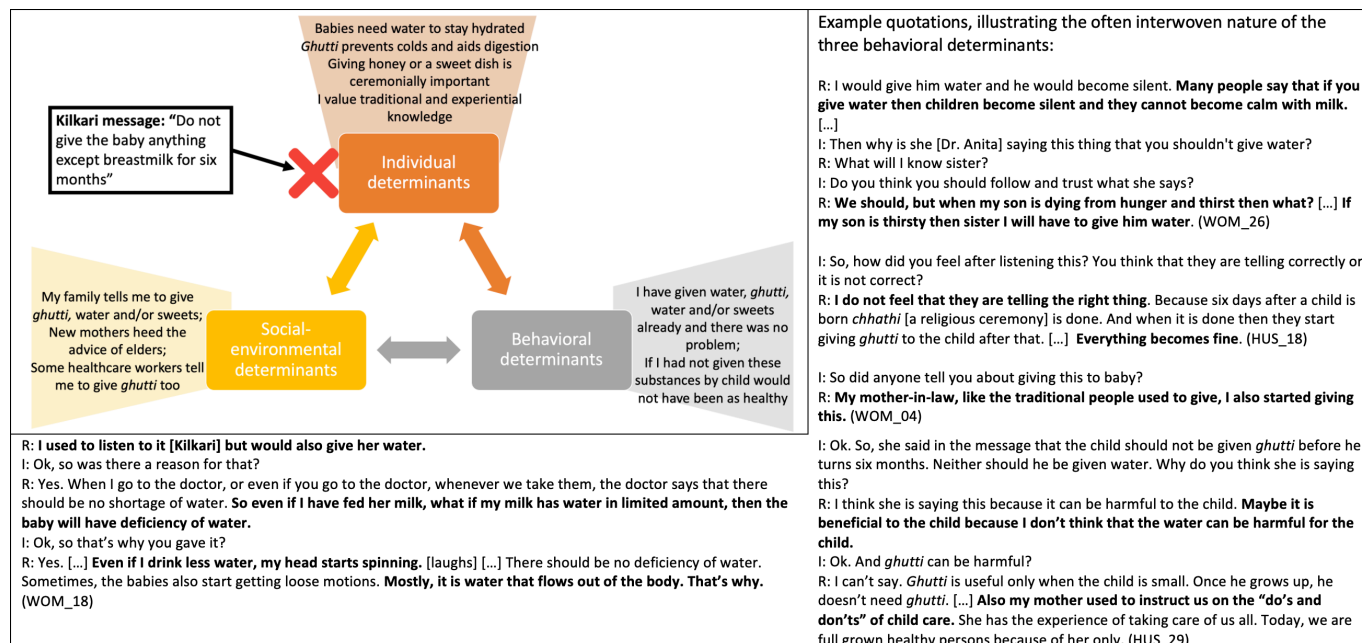 Babies need water to stay hydrated
Ghutti prevents colds and aids digestion
Giving honey or a sweet dish is
ceremonially important
I value traditional and experiential
knowledge
Kilkari message: “Do not
give the baby anything
except breastmilk for six
months”
Individual
determinants
My family tells me to give
ghutti, water and/or sweets;
New mothers heed the
advice of elders;
Some healthcare workers tell
me to give ghutti too
Social-
environmental
determinants
Behavioral
determinants
I have given water, ghutti,
water and/or sweets
already and there was no
problem;
If I had not given these
substances by child would
not have been as healthy
R: I used to listen to it [Kilkari] but would also give her water.
I: Ok, so was there a reason for that?
R: Yes. When I go to the doctor, or even if you go to the doctor, whenever we take them, the doctor says that there
should be no shortage of water. So even if I have fed her milk, what if my milk has water in limited amount, then the
baby will have deficiency of water.
I: Ok, so that’s why you gave it?
R: Yes. […] Even if I drink less water, my head starts spinning. [laughs] […] There should be no deficiency of water.
Sometimes, the babies also start getting loose motions. Mostly, it is water that flows out of the body. That’s why.
(WOM_18)
Example quotations, illustrating the often interwoven nature of the
three behavioral determinants:
R: I would give him water and he would become silent. Many people say that if you
give water then children become silent and they cannot become calm with milk.
[…]
I: Then why is she [Dr. Anita] saying this thing that you shouldn't give water?
R: What will I know sister?
I: Do you think you should follow and trust what she says?
R: We should, but when my son is dying from hunger and thirst then what? […] If
my son is thirsty then sister I will have to give him water. (WOM_26)
I: So, how did you feel after listening this? You think that they are telling correctly or
it is not correct?
R: I do not feel that they are telling the right thing. Because six days after a child is
born chhathi [a religious ceremony] is done. And when it is done then they start
giving ghutti to the child after that. […] Everything becomes fine. (HUS_18)
I: So did anyone tell you about giving this to baby?
R: My mother-in-law, like the traditional people used to give, I also started giving
this. (WOM_04)
I: Ok. So, she said in the message that the child should not be given ghutti before he
turns six months. Neither should he be given water. Why do you think she is saying
this?
R: I think she is saying this because it can be harmful to the child. Maybe it is
beneficial to the child because I don’t think that the water can be harmful for the
child.
I: Ok. And ghutti can be harmful?
R: I can’t say. Ghutti is useful only when the child is small. Once he grows up, he
doesn’t need ghutti. […] Also my mother used to instruct us on the “do’s and
don’ts” of child care. She has the experience of taking care of us all. Today, we are
full grown healthy persons because of her only. (HUS_29)